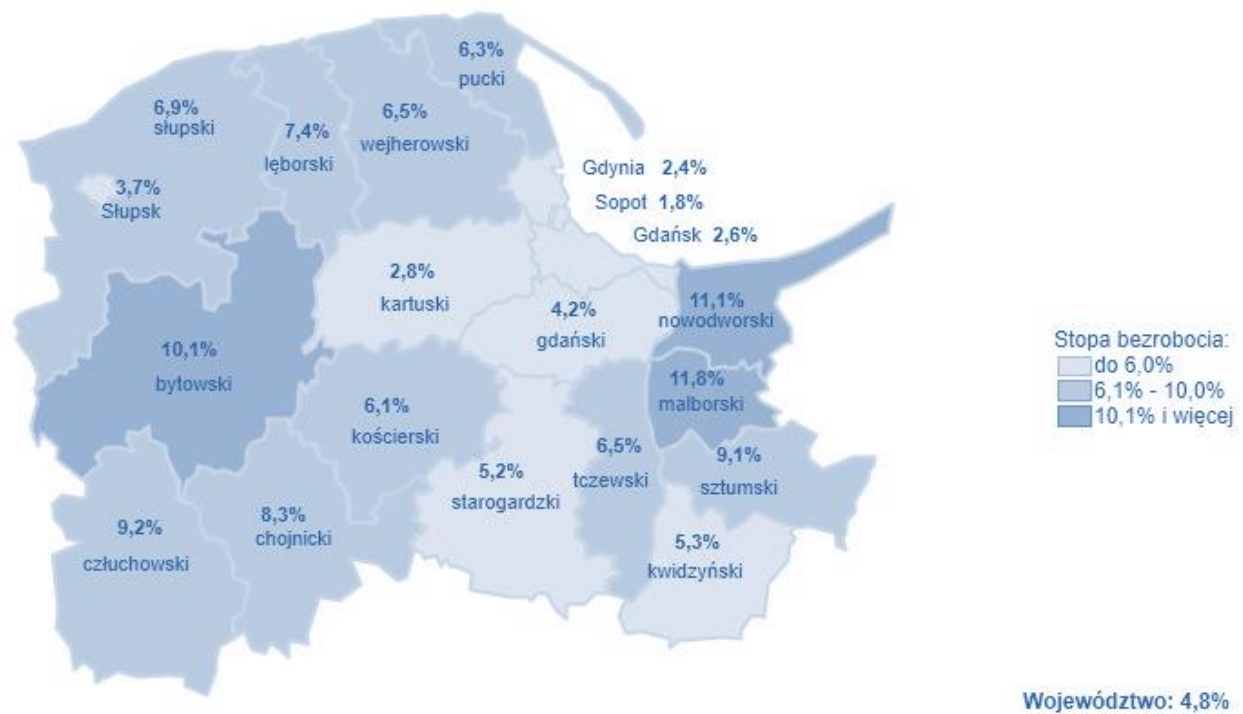 6,3%
pucki
6,9%
słupski
7,4%
lęborski
6,5%
wejherowski
3,7%
Słupsk
Gdynia 2,4%
Sopot 1,8%
Gdańsk 2,6%
2,8%
kartuski
4,2%
gdański
11,1%
nowodworski
10,1%
bytowski
6,1%
kościerski
11,8%
malborski
5,2%
starogardzki
6,5%
tczewski
9,1%
sztumski
9,2%
człuchowski
8,3%
chojnicki
5,3%
kwidzyński
Stopa bezrobocia:
do 6,0%
6,1% - 10,0%
10,1% i więcej
Województwo: 4,8%